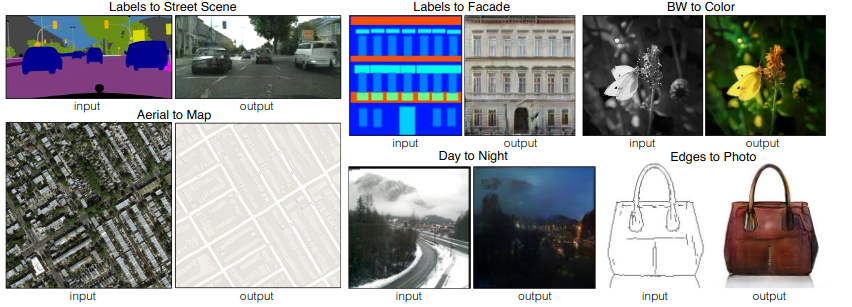 Labels to Street Scene
input
output
Aerial to Map
input
output
Labels to Facade
input
output
BW to Color
input
output
Day to Night
input
output
Edges to Photo
input
output